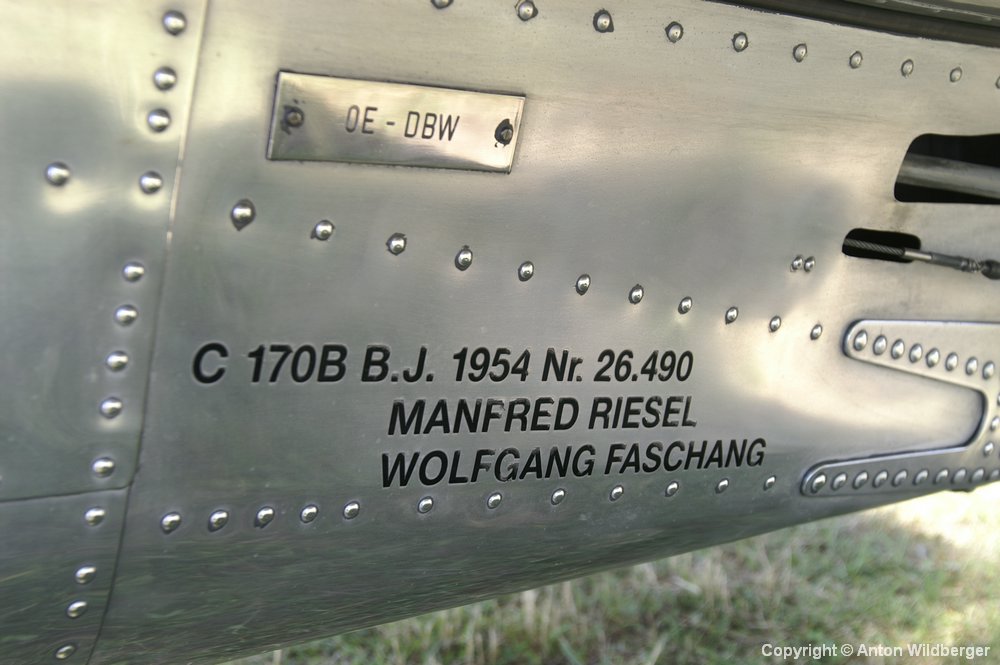 OE - DBW
C 170B B.J. 1954 Nr. 26.490
MANFRED RIESEL
WOLFGANG FASCHANG
Copyright © Anton Wildberger